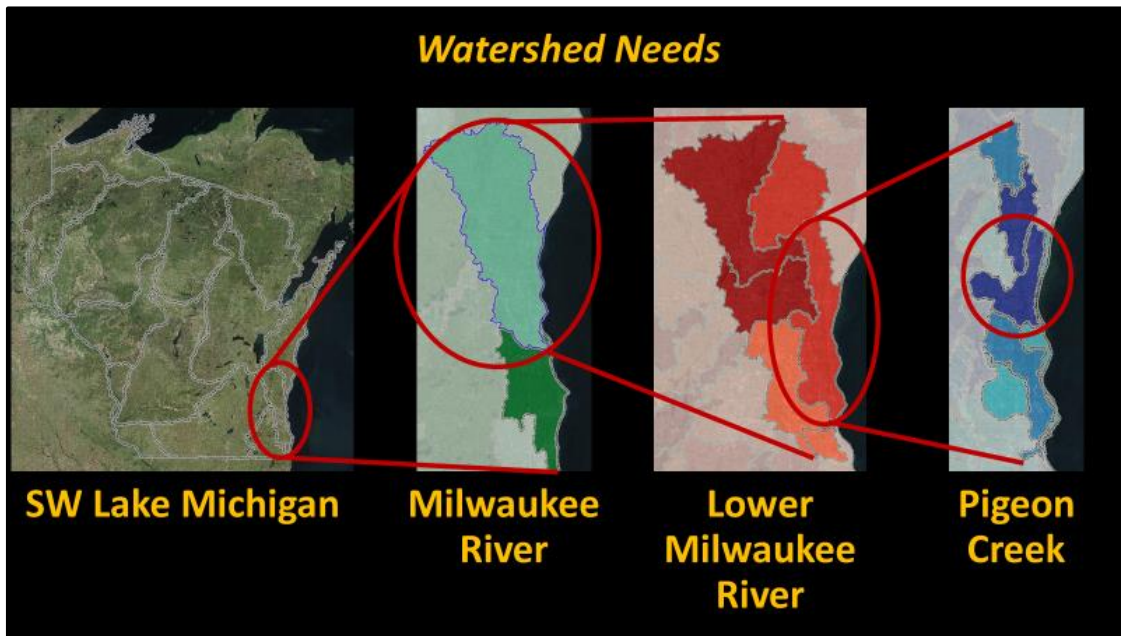 Watershed Needs
SW Lake Michigan
Milwaukee
River
Lower
Milwaukee
River
Pigeon
Creek